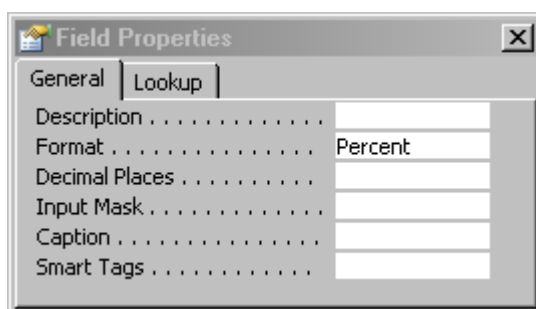 Field Properties
General Lookup
Description . . . . . . . . . . . . .
Format . . . . . . . . . . . . . . . Percent
Decimal Places . . . . . . . . . .
Input Mask . . . . . . . . . . . . .
Caption . . . . . . . . . . . . . . .
Smart Tags . . . . . . . . . . . .